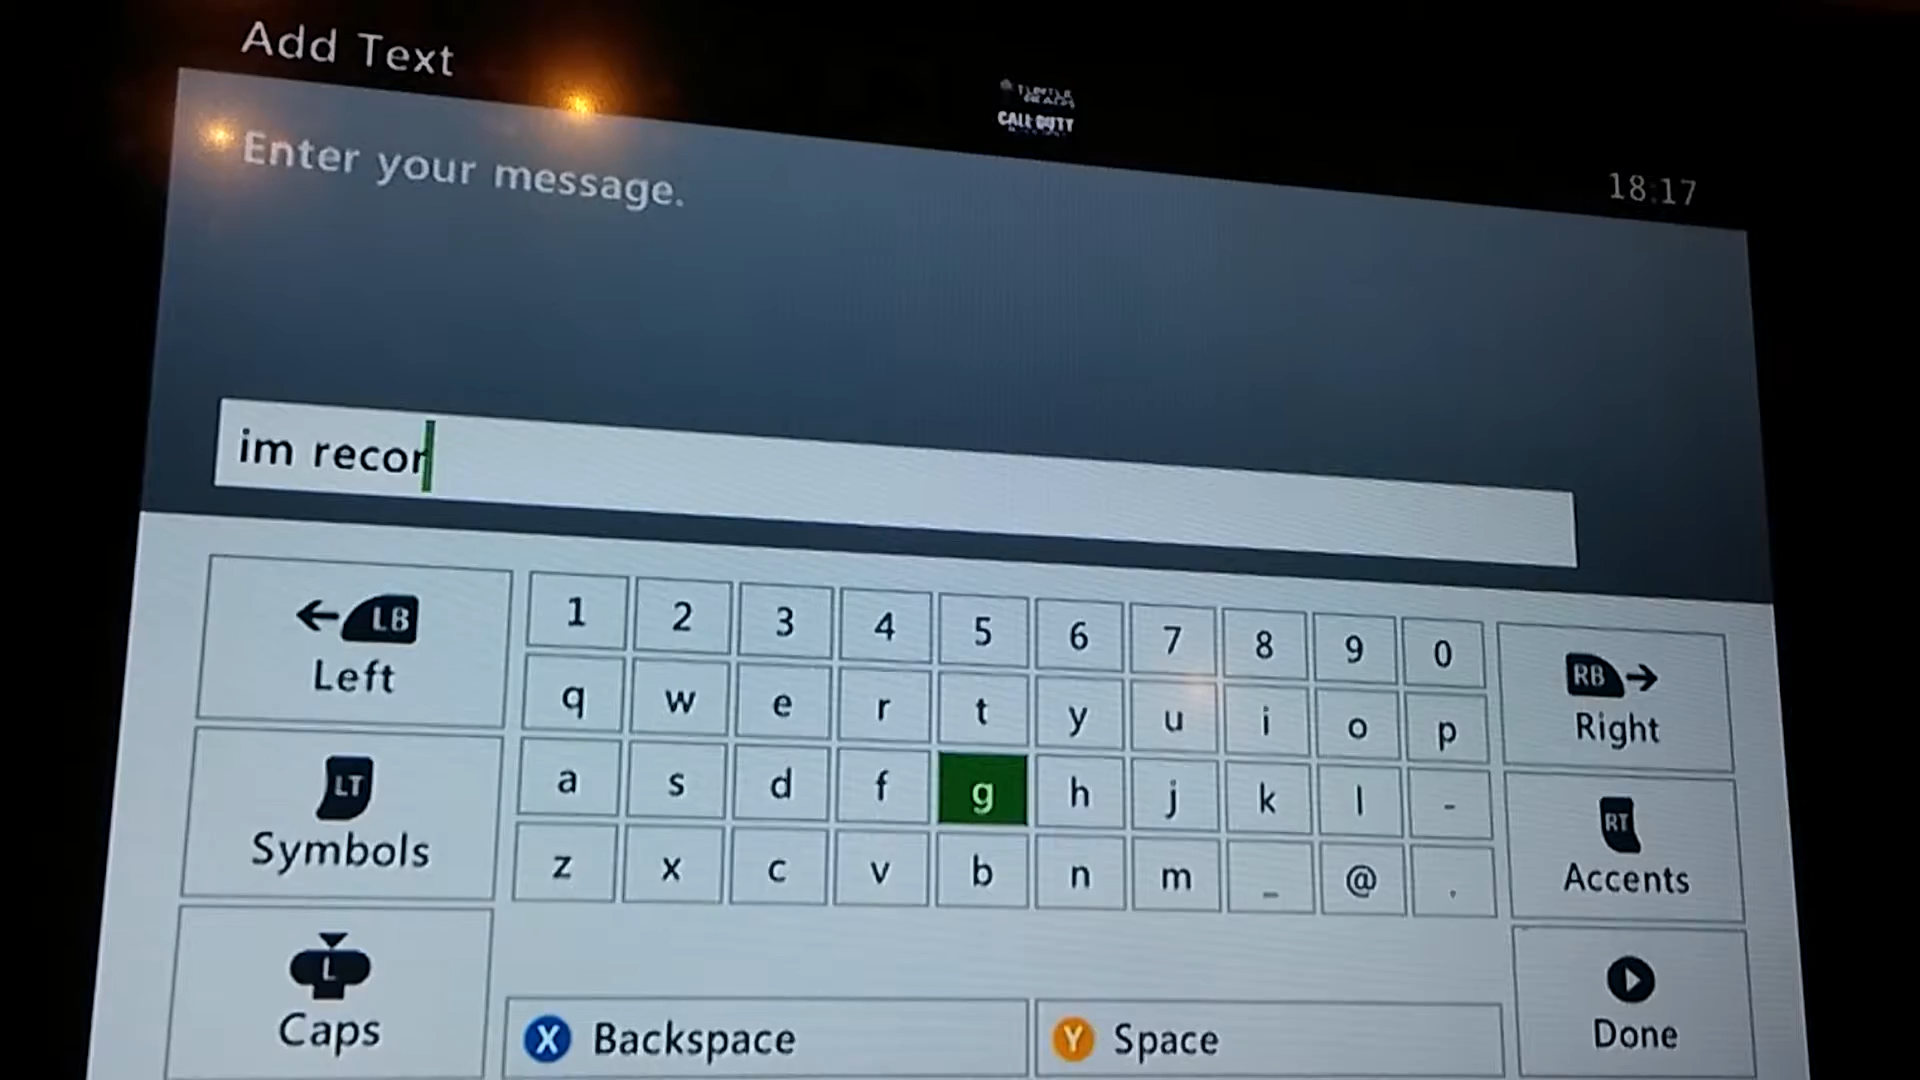 Add Text
CALL OF DUTY
18:17
Enter your message.
im recor
LB
Left
1 2 3 4 5 6 7 8 9 0
RB
Right
q w e r t y u i o p
LT
Symbols
a s d f g h j k l -
RT
Accents
z x c v b n m _ @ .
L
Caps
X Backspace
Y Space
Done